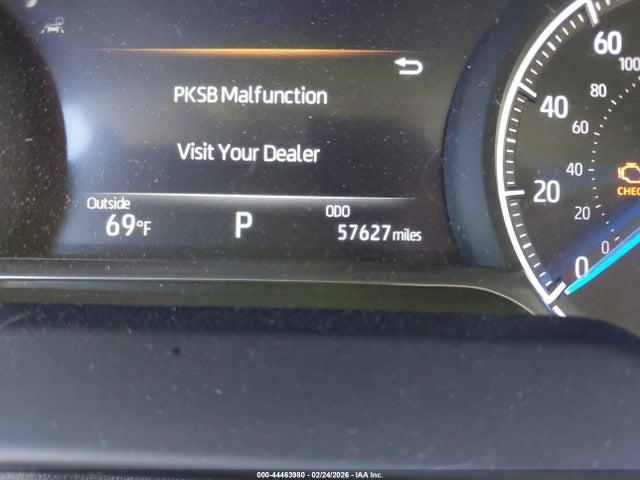 PKSB Malfunction
Visit Your Dealer
Outside
69°F
P
ODO
57627 miles
60
40
20
0
100
80
60
40
20
0
CHEC
000-44463980 - 02/24/2026 - IAA Inc.